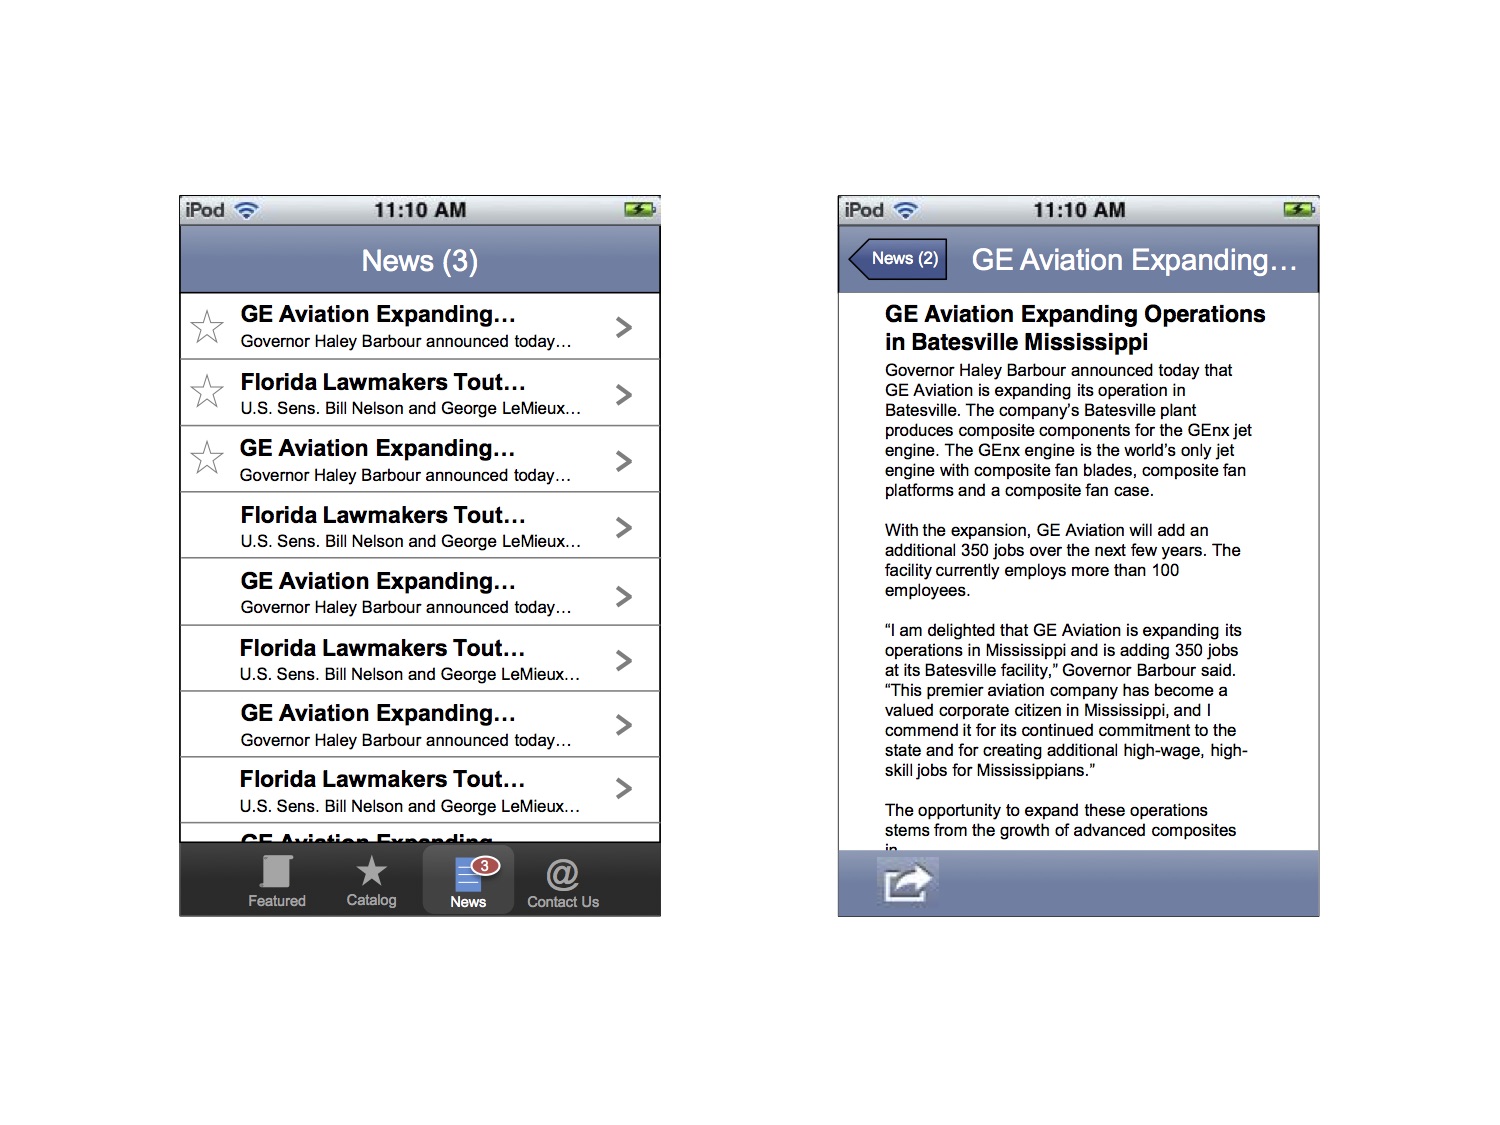 iPod 11:10 AM
News (3)
GE Aviation Expanding…
Governor Haley Barbour announced today…
Florida Lawmakers Tout…
U.S. Sens. Bill Nelson and George LeMieux…
GE Aviation Expanding…
Governor Haley Barbour announced today…
Florida Lawmakers Tout…
U.S. Sens. Bill Nelson and George LeMieux…
GE Aviation Expanding…
Governor Haley Barbour announced today…
Florida Lawmakers Tout…
U.S. Sens. Bill Nelson and George LeMieux…
GE Aviation Expanding…
Governor Haley Barbour announced today…
Florida Lawmakers Tout…
U.S. Sens. Bill Nelson and George LeMieux…
GE Aviation Expanding
3
Featured Catalog News @ Contact Us
iPod 11:10 AM
News (2) GE Aviation Expanding…
GE Aviation Expanding Operations
in Batesville Mississippi
Governor Haley Barbour announced today that
GE Aviation is expanding its operation in
Batesville. The company’s Batesville plant
produces composite components for the GEnx jet
engine. The GEnx engine is the world’s only jet
engine with composite fan blades, composite fan
platforms and a composite fan case.
With the expansion, GE Aviation will add an
additional 350 jobs over the next few years. The
facility currently employs more than 100
employees.
“I am delighted that GE Aviation is expanding its
operations in Mississippi and is adding 350 jobs
at its Batesville facility,” Governor Barbour said.
“This premier aviation company has become a
valued corporate citizen in Mississippi, and I
commend it for its continued commitment to the
state and for creating additional high-wage, high-
skill jobs for Mississippians.”
The opportunity to expand these operations
stems from the growth of advanced composites
in